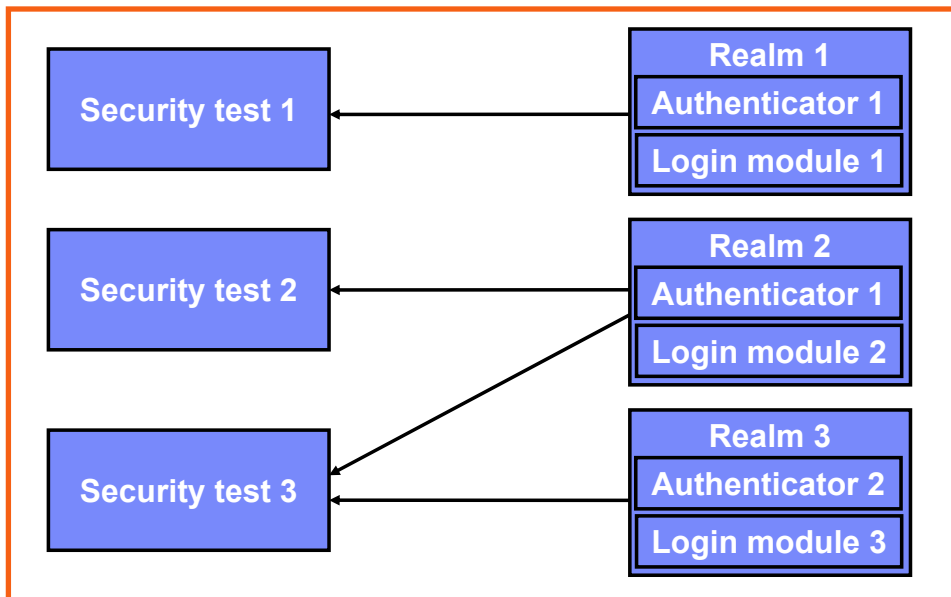 Security test 1
Realm 1
Authenticator 1
Login module 1
Security test 2
Realm 2
Authenticator 1
Login module 2
Security test 3
Realm 3
Authenticator 2
Login module 3